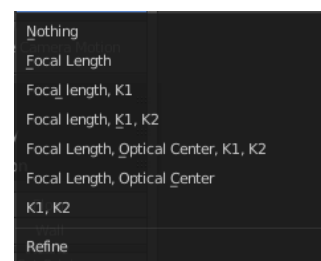 Nothing
Focal Length
Focal length, K1
Focal length, K1, K2
Focal Length, Optical Center, K1, K2
Focal Length, Optical Center
K1, K2
Refine